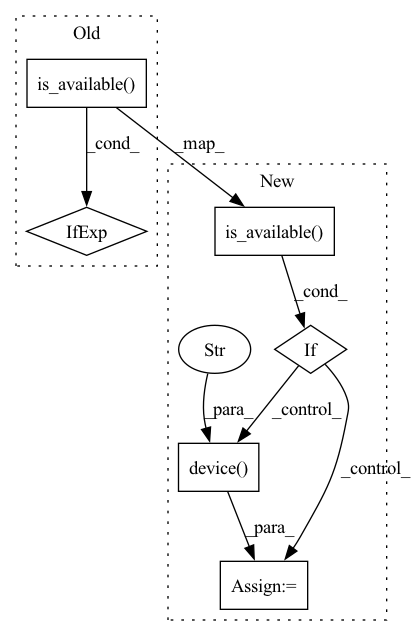 Old
is_available()
_cond_
_map_
New
IfExp
is_available()
_cond_
Str
If
_para_
_control_
device()
_control_
_para_
Assign:=